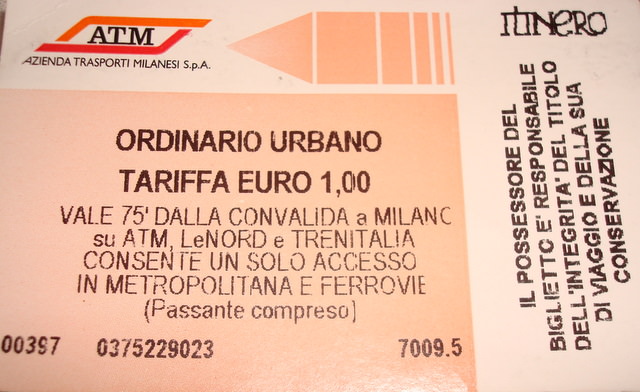 ATM
AZIENDA TRASPORTI MILANESI S.p.A.
ITINERO
ORDINARIO URBANO
TARIFFA EURO 1,00
VALE 75' DALLA CONVALIDA a MILANO
su ATM, LeNORD e TRENITALIA
CONSENTE UN SOLO ACCESSO
IN METROPOLITANA E FERROVIE
(Passante compreso)
00397 0375229023 7009.5
IL POSSESSORE DEL
BIGLIETTO E' RESPONSABILE
DELL'INTEGRITA' DEL TITOLO
DI VIAGGIO E DELLA SUA
CONSERVAZIONE